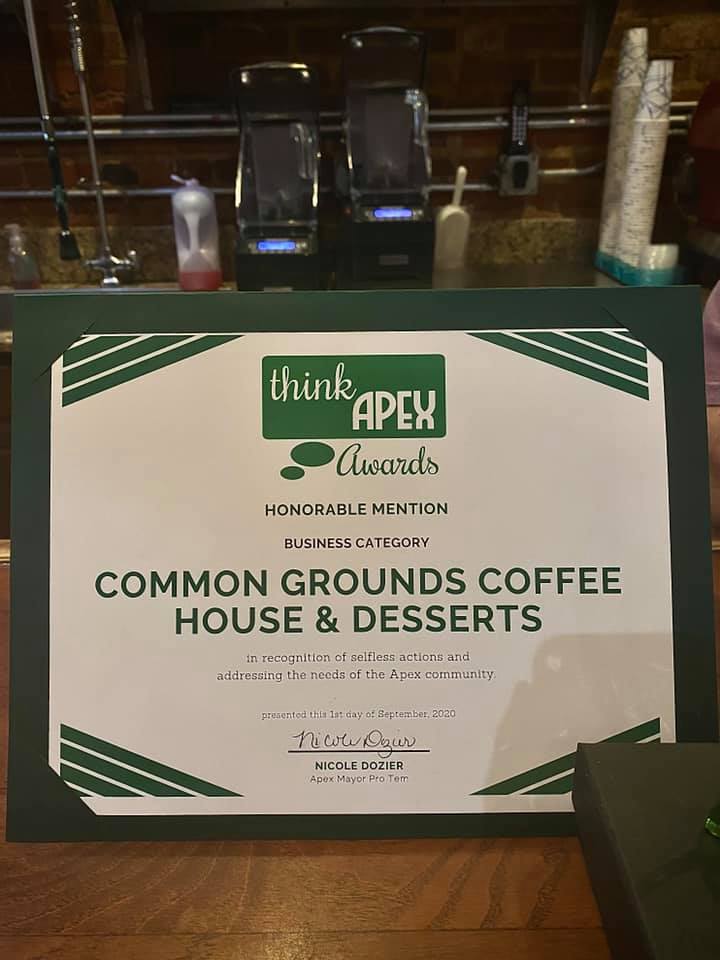 think
APEX
Awards
HONORABLE MENTION
BUSINESS CATEGORY
COMMON GROUNDS COFFEE
HOUSE & DESSERTS
in recognition of selfless actions and
addressing the needs of the Apex community.
presented this 1st day of September, 2020
Nicole Dozier
NICOLE DOZIER
Apex Mayor Pro Tem